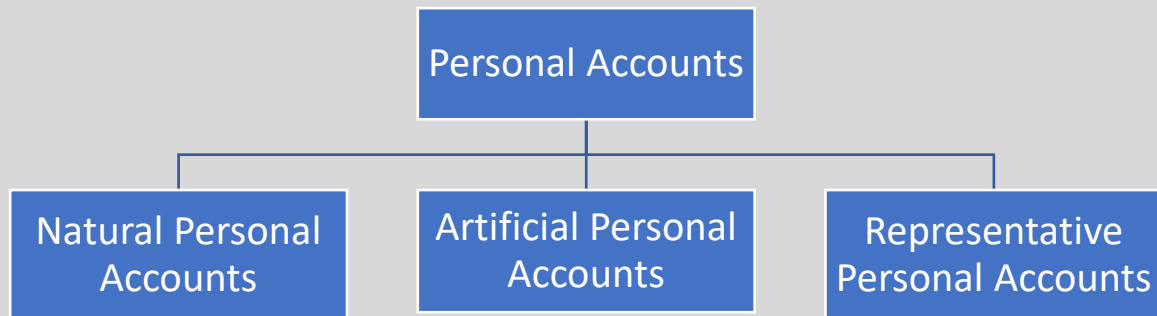 Personal Accounts
Natural Personal
Accounts
Artificial Personal
Accounts
Representative
Personal Accounts